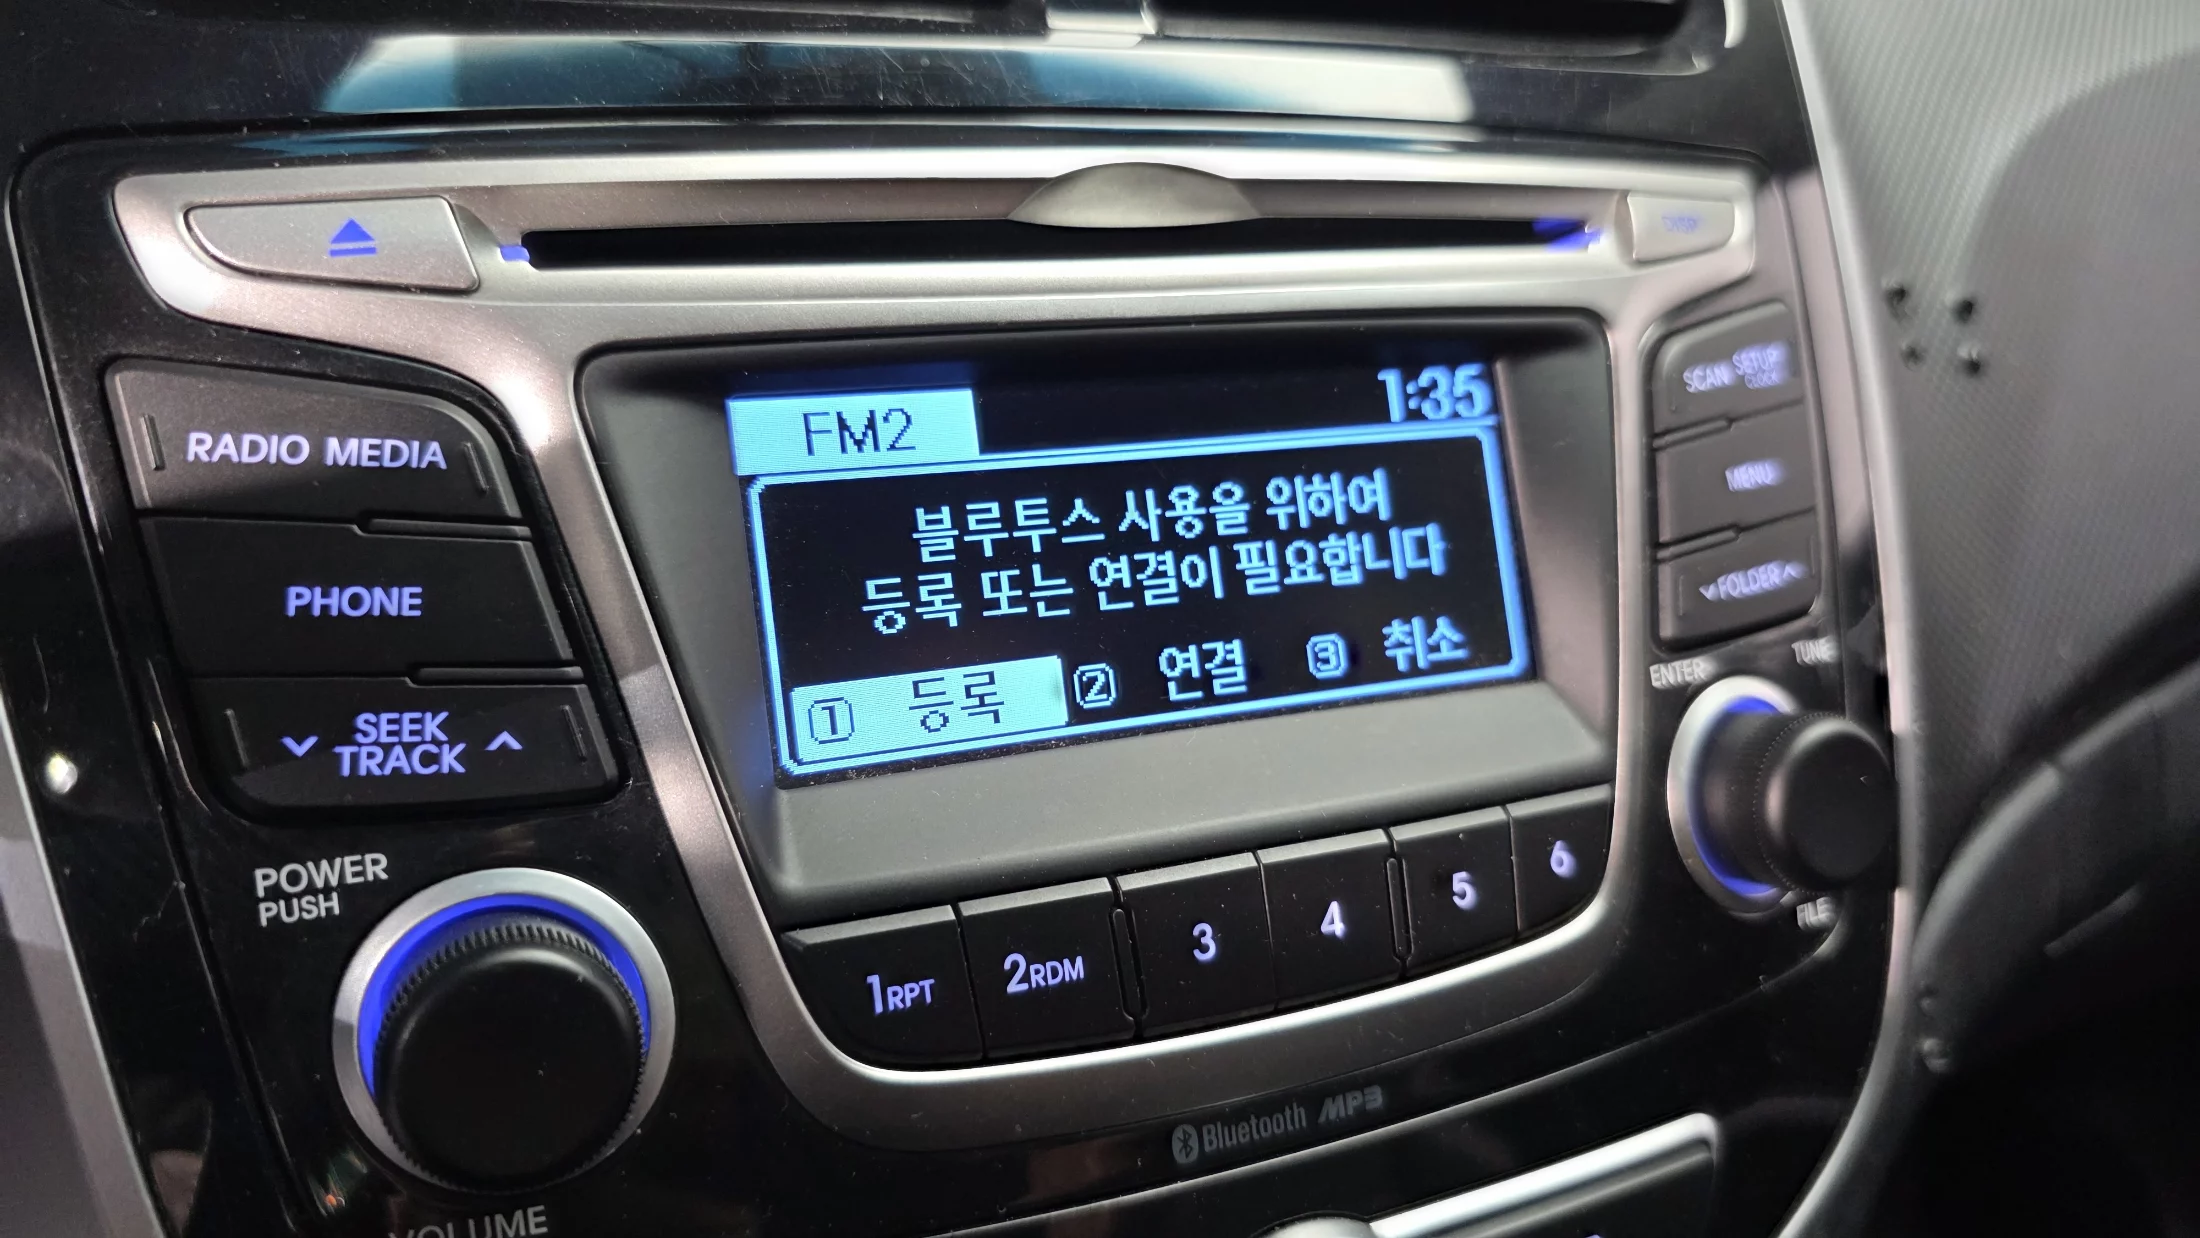 RADIO MEDIA
PHONE
SEEK
TRACK
POWER
PUSH
VOLUME
FM2
1:35
블루투스 사용을 위하여
등록 또는 연결이 필요합니다
1 등록 2 연결 3 취소
1RPT 2RDM 3 4 5 6
Bluetooth MP3
SCAN SETUP
CLOCK
MENU
FOLDER
ENTER
TUNE
FILE